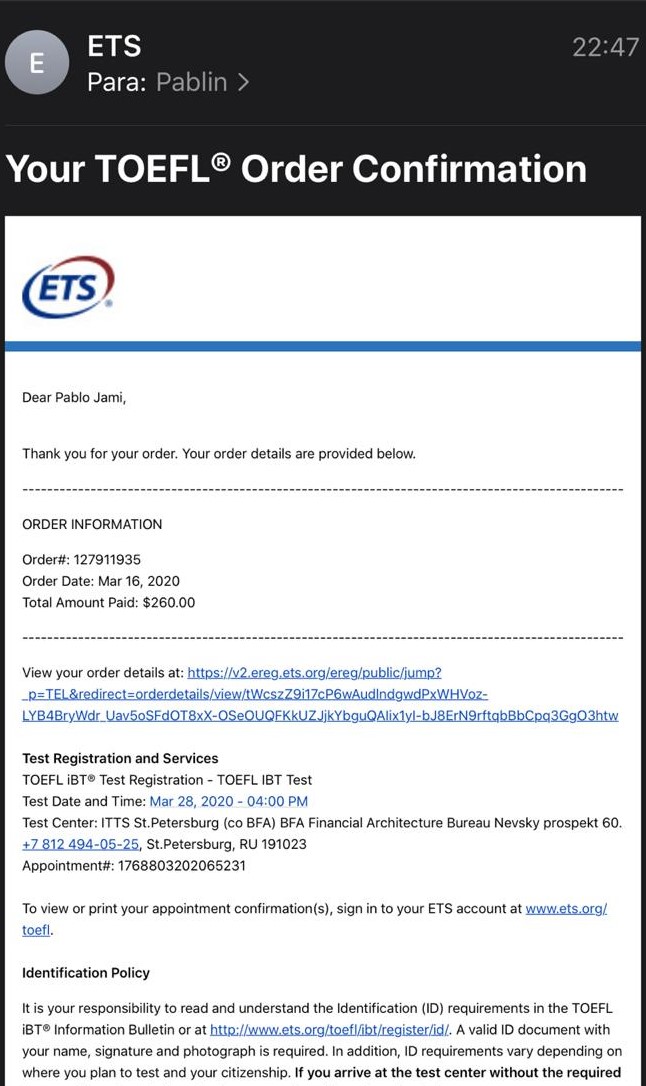 E
ETS
22:47
Para: Pablin >
Your TOEFL® Order Confirmation
ETS®
Dear Pablo Jami,
Thank you for your order. Your order details are provided below.
----------------------------------------------------------------------------------------------------
ORDER INFORMATION
Order#: 127911935
Order Date: Mar 16, 2020
Total Amount Paid: $260.00
----------------------------------------------------------------------------------------------------
View your order details at: https://v2.ereg.ets.org/ereg/public/jump?
_p=TEL&redirect=orderdetails/view/tWcszZ9i17cP6wAudIndgwdPxWHVoz-
LYB4BryWdr_Uav5oSFdOT8xX-OSeOUQFKkUZJjkYbguQAlix1yI-bJ8ErN9rftqbBbCpq3GgO3htw
Test Registration and Services
TOEFL iBT® Test Registration - TOEFL IBT Test
Test Date and Time: Mar 28, 2020 - 04:00 PM
Test Center: ITTS St.Petersburg (co BFA) BFA Financial Architecture Bureau Nevsky prospekt 60.
+7 812 494-05-25, St.Petersburg, RU 191023
Appointment#: 1768803202065231
To view or print your appointment confirmation(s), sign in to your ETS account at www.ets.org/
toefl.
Identification Policy
It is your responsibility to read and understand the Identification (ID) requirements in the TOEFL
iBT® Information Bulletin or at http://www.ets.org/toefl/ibt/register/id/. A valid ID document with
your name, signature and photograph is required. In addition, ID requirements vary depending on
where you plan to test and your citizenship. If you arrive at the test center without the required